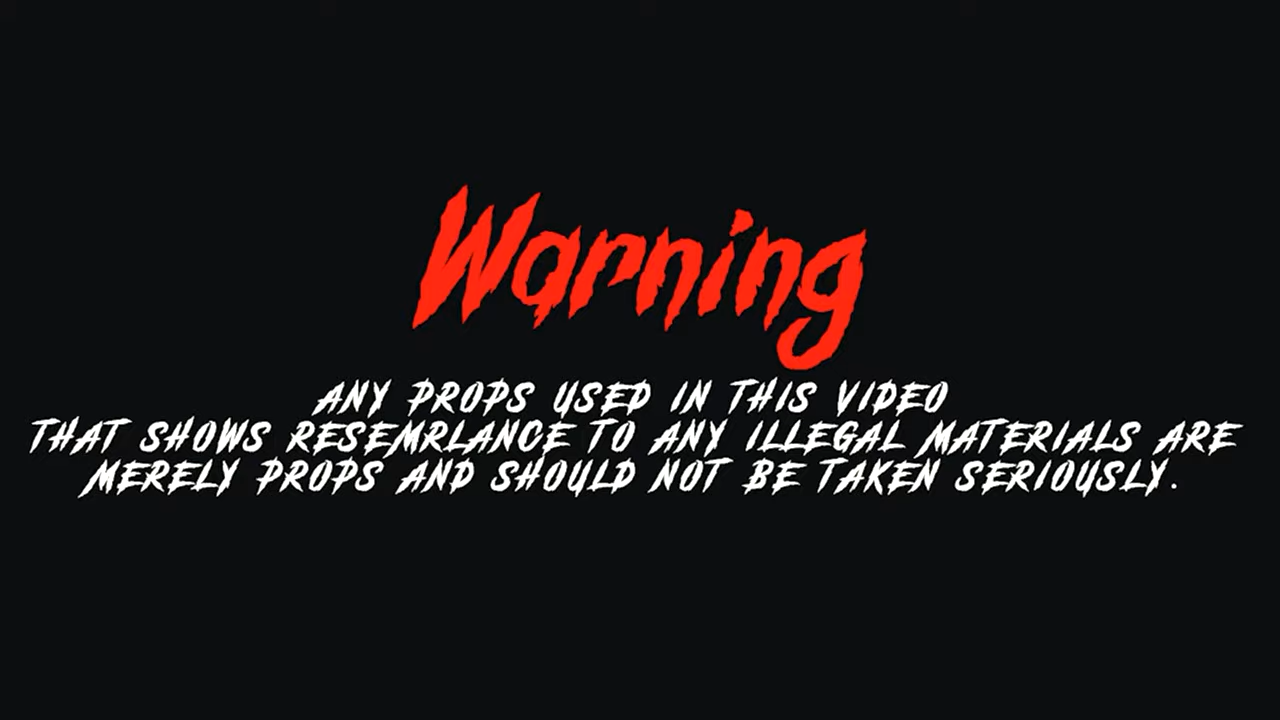 Warning
ANY PROPS USED IN THIS VIDEO
THAT SHOWS RESEMRLANCE TO ANY ILLEGAL MATERIALS ARE
MERELY PROPS AND SHOULD NOT BE TAKEN SERIOUSLY.